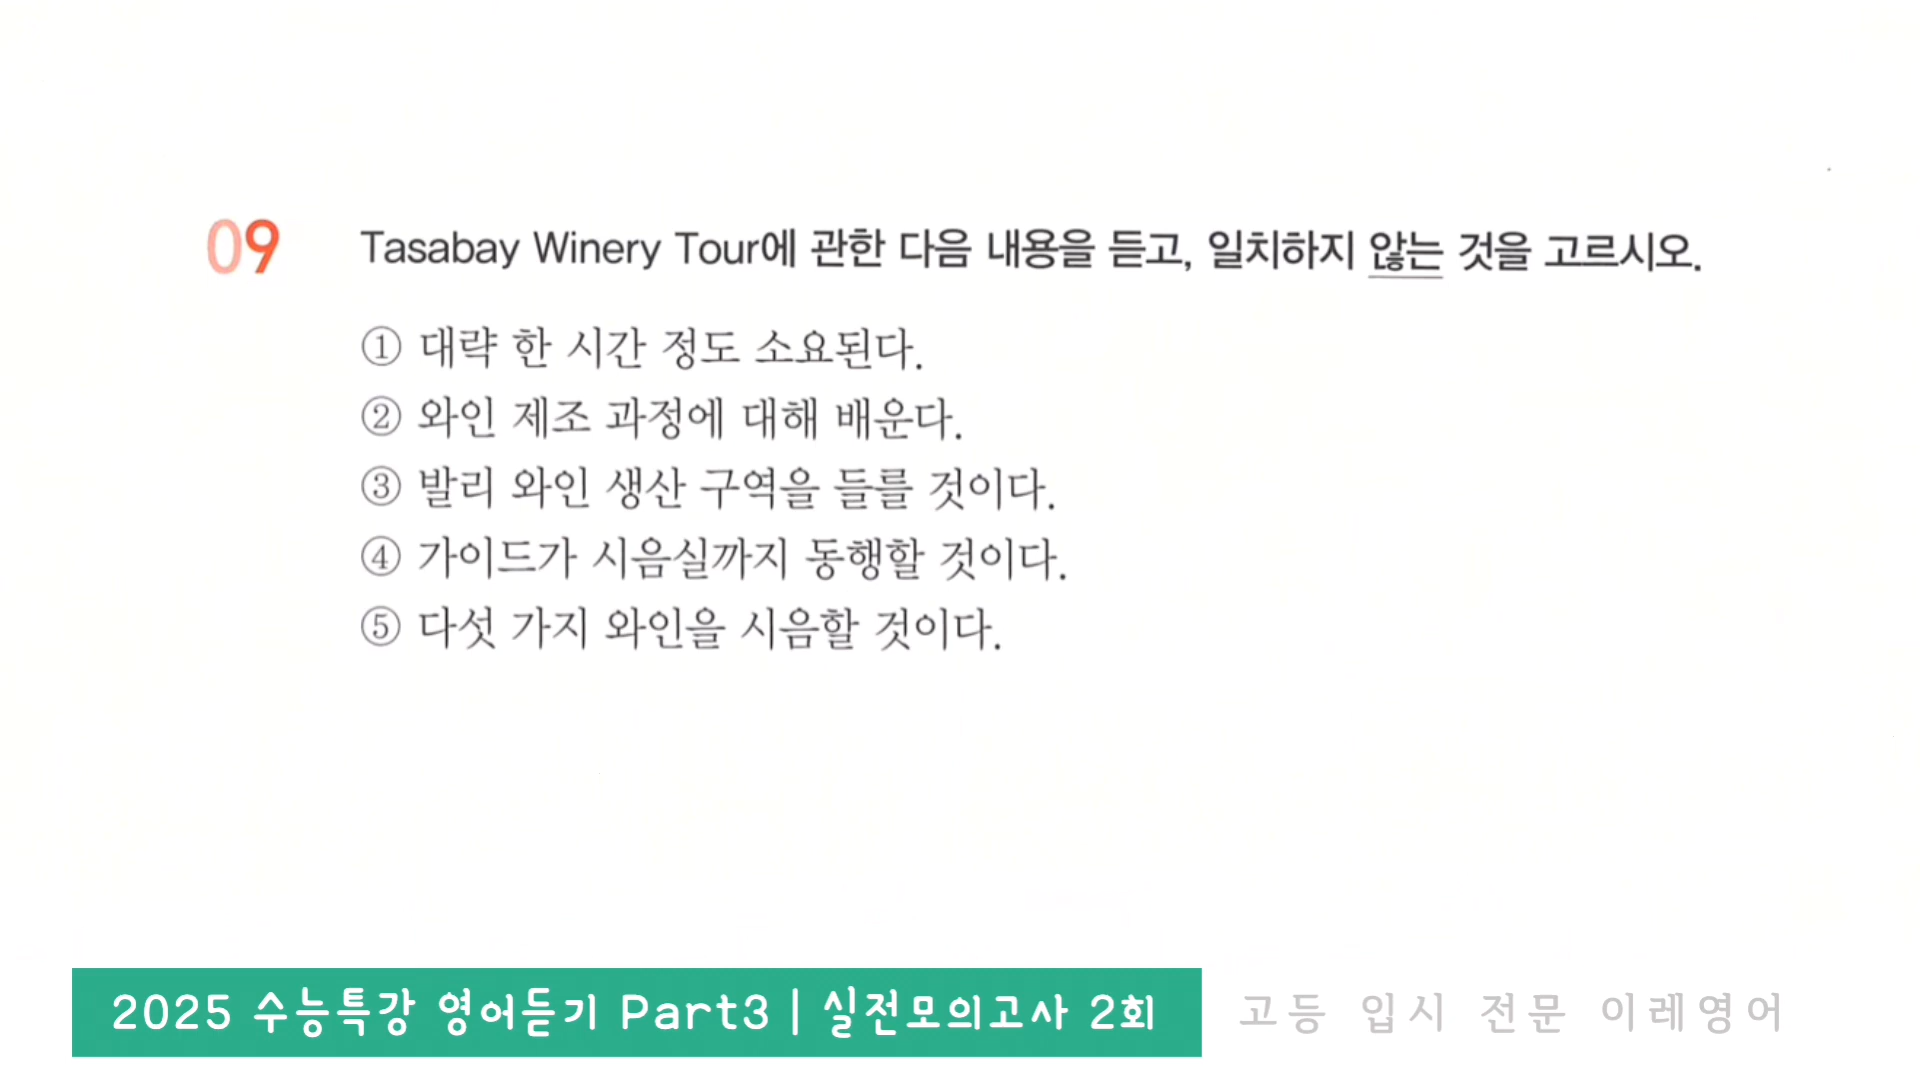 09 Tasabay Winery Tour에 관한 다음 내용을 듣고, 일치하지 않는 것을 고르시오.
① 대략 한 시간 정도 소요된다.
② 와인 제조 과정에 대해 배운다.
③ 발리 와인 생산 구역을 들를 것이다.
④ 가이드가 시음실까지 동행할 것이다.
⑤ 다섯 가지 와인을 시음할 것이다.
2025 수능특강 영어듣기 Part3 | 실전모의고사 2회
고등 입시 전문 이레영어